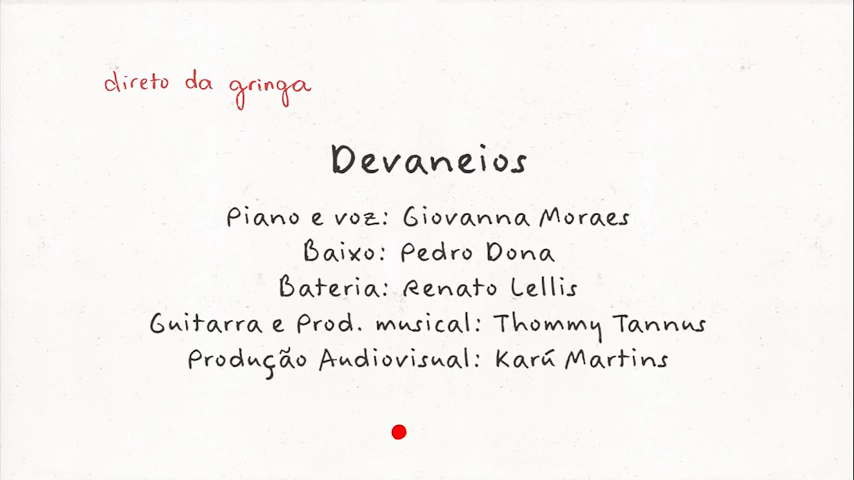 direto da gringa
Devaneios
Piano e voz: Giovanna Moraes
Baixo: Pedro Dona
Bateria: Renato Lellis
Guitarra e Prod. musical: Thommy Tannus
Produção Audiovisual: Karú Martins